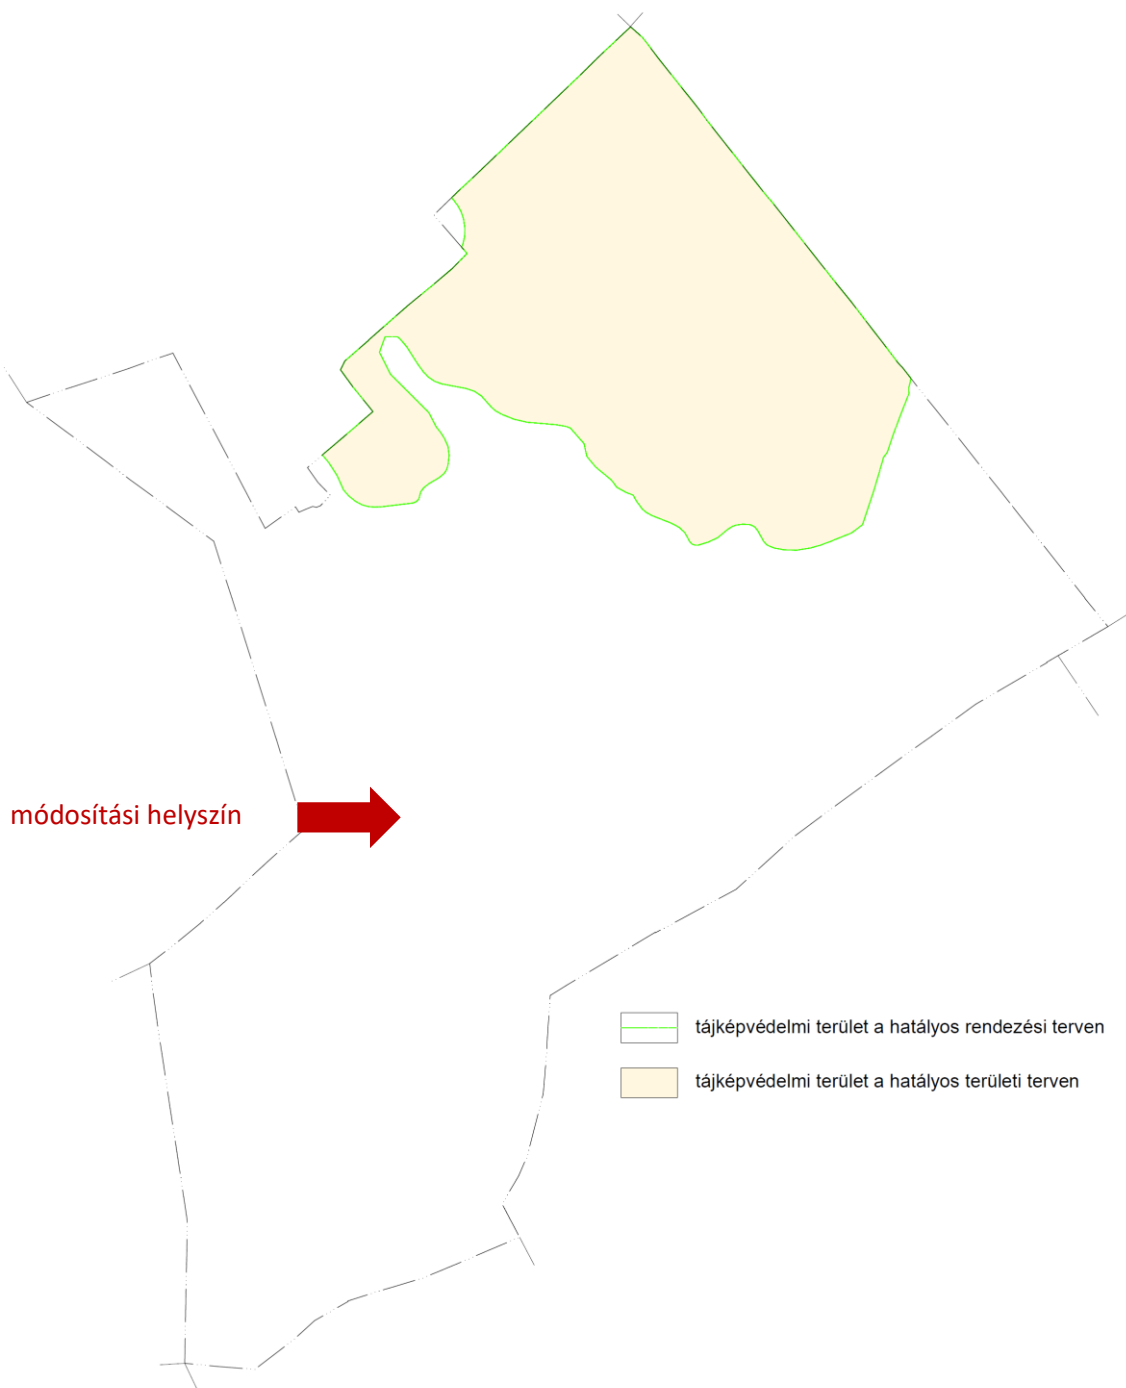 módosítási helyszín
tájképvédelmi terület a hatályos rendezési terven
tájképvédelmi terület a hatályos területi terven